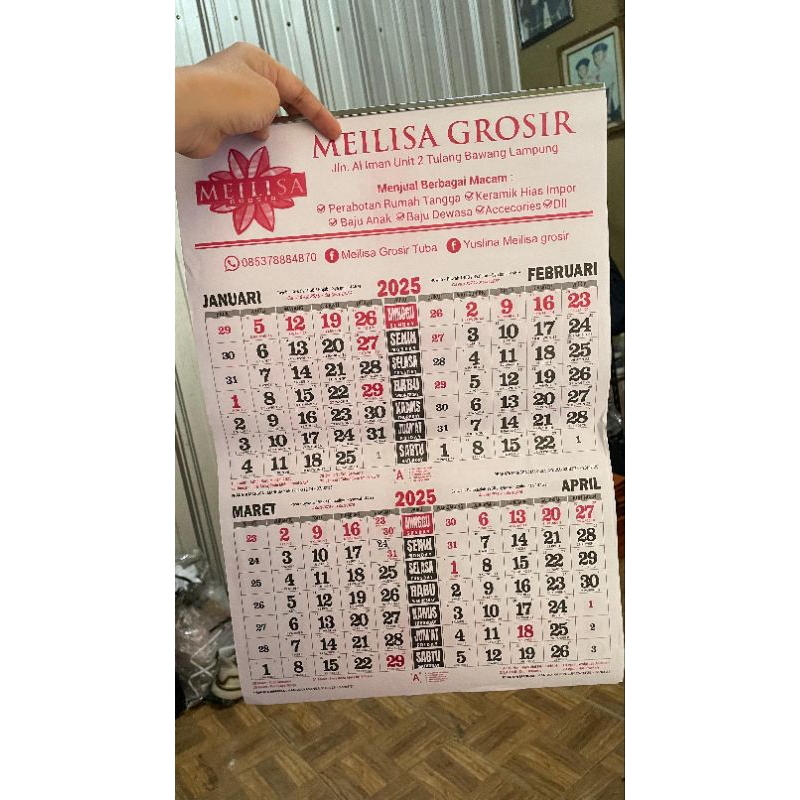 MEILISA GROSIR
Jln. Al Iman Unit 2 Tulang Bawang Lampung
MEILISA
GROSIR
Menjual Berbagai Macam :
Perabotan Rumah Tangga Keramik Hias Impor
Baju Anak Baju Dewasa Accecories Dll
085378884870 Meilisa Grosir Tuba Yuslina Meilisa grosir
JANUARI 2025 FEBRUARI
29 5 12 19 26 MINGGU 26 2 9 16 23
30 6 13 20 27 SENIN 27 3 10 17 24
31 7 14 21 28 SELASA 28 4 11 18 25
1 8 15 22 29 RABU 29 5 12 19 26
2 9 16 23 30 KAMIS 30 6 13 20 27
3 10 17 24 31 JUM'AT 31 7 14 21 28
4 11 18 25 1 SABTU 1 8 15 22 1
MARET 2025 APRIL
23 2 9 16 23 30 MINGGU 30 6 13 20 27
24 3 10 17 24 31 SENIN 31 7 14 21 28
25 4 11 18 25 SELASA 1 8 15 22 29
26 5 12 19 26 RABU 2 9 16 23 30
27 6 13 20 27 KAMIS 3 10 17 24 1
28 7 14 21 28 JUM'AT 4 11 18 25 2
1 8 15 22 29 SABTU 5 12 19 26 3